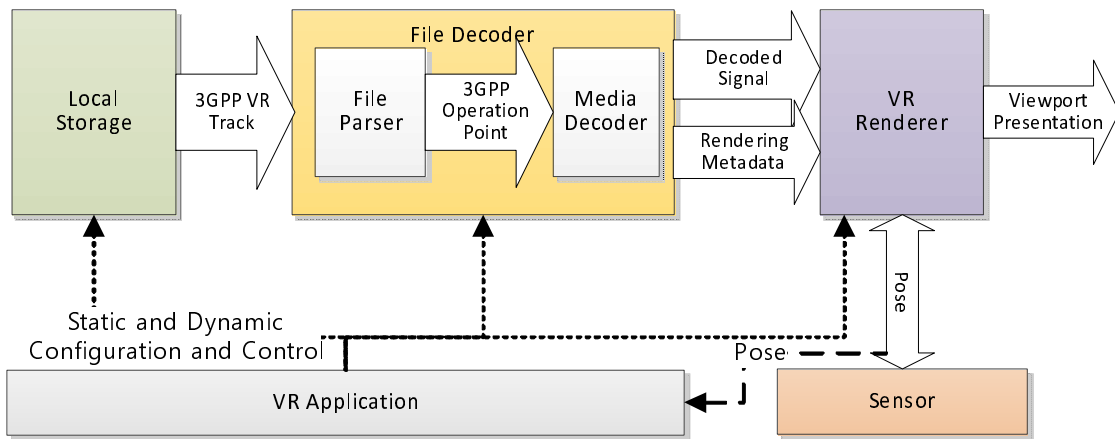 File Decoder
Local
Storage
3GPP VR
Track
File
Parser
3GPP
Operation
Point
Media
Decoder
Decoded
Signal
Rendering
Metadata
VR
Renderer
Viewport
Presentation
Pose
Static and Dynamic
Configuration and Control
Pose
VR Application
Sensor